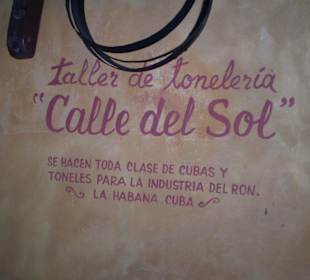 taller de tonelería
"Calle del Sol"
SE HACEN TODA CLASE DE CUBAS Y
TONELES PARA LA INDUSTRIA DEL RON.
LA HABANA CUBA